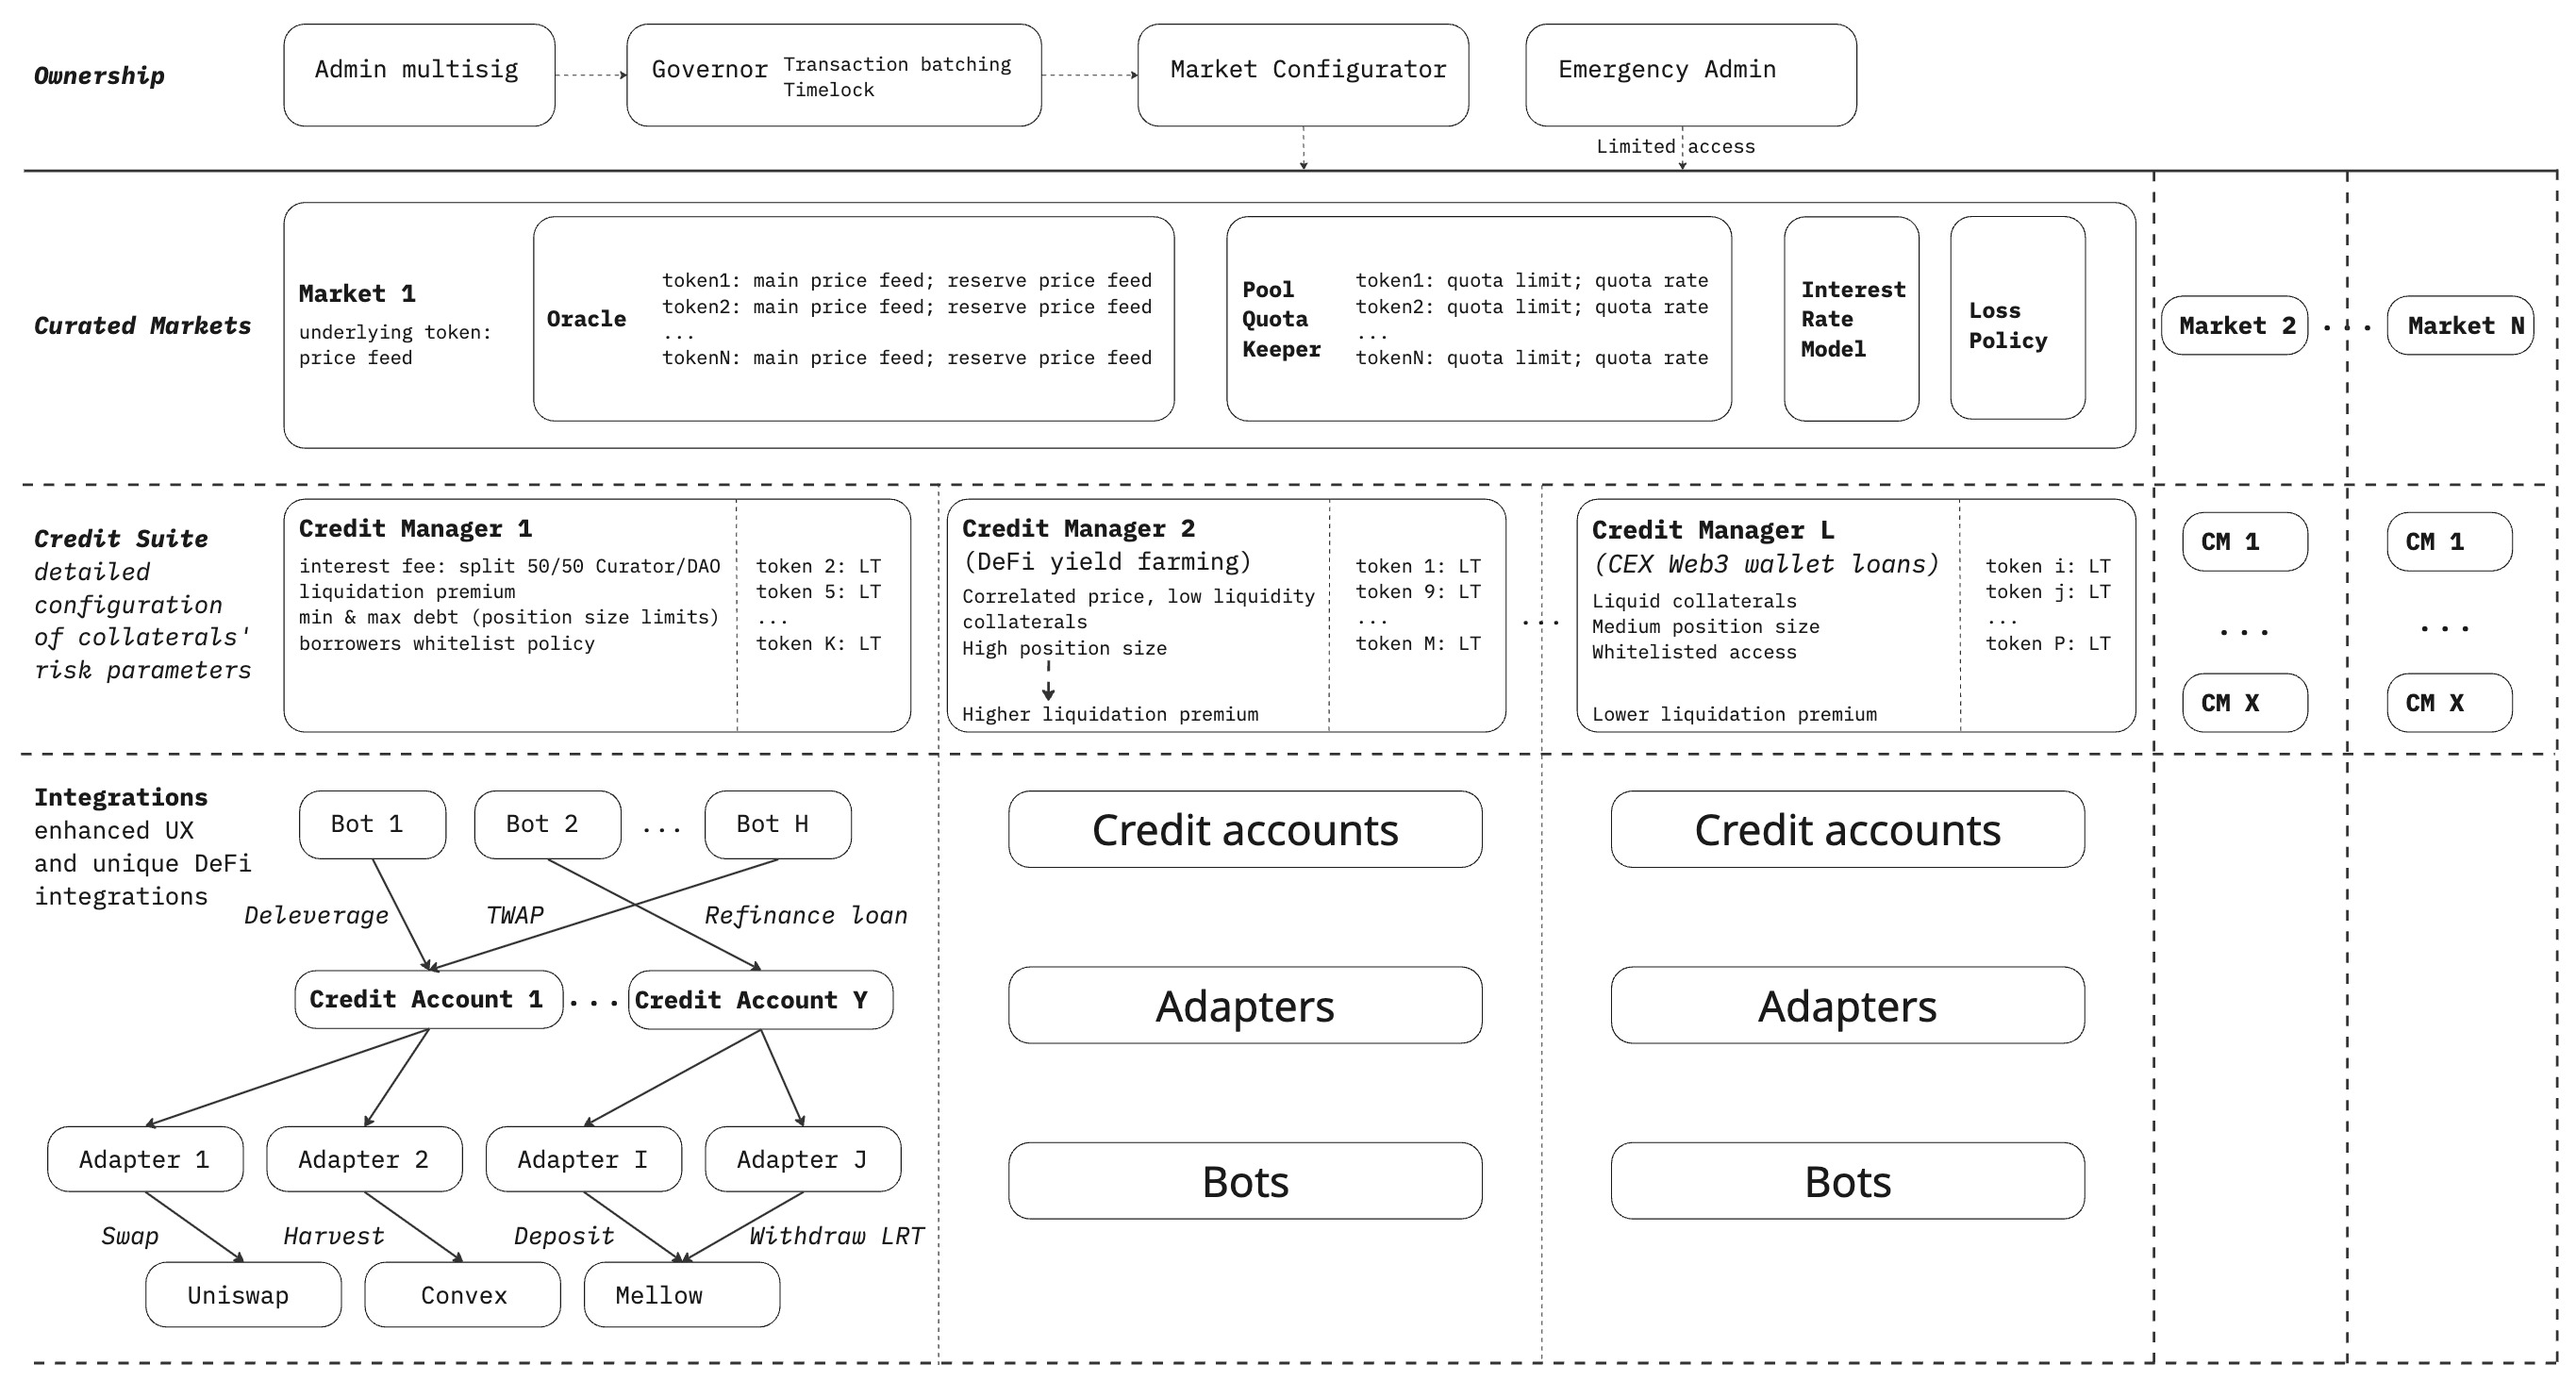 Ownership
Admin multisig
Governor
Transaction batching
Timelock
Market Configurator
Emergency Admin
Limited access
Curated Markets
Market 1
underlying token:
price feed
Oracle
token1: main price feed; reserve price feed
token2: main price feed; reserve price feed
...
tokenN: main price feed; reserve price feed
Pool
Quota
Keeper
token1: quota limit; quota rate
token2: quota limit; quota rate
...
tokenN: quota limit; quota rate
Interest
Rate
Model
Loss
Policy
Market 2
...
Market N
Credit Suite
detailed
configuration
of collaterals'
risk parameters
Credit Manager 1
interest fee: split 50/50 Curator/DAO
liquidation premium
min & max debt (position size limits)
borrowers whitelist policy
token 2: LT
token 5: LT
...
token K: LT
Credit Manager 2
(DeFi yield farming)
Correlated price, low liquidity
collaterals
High position size
Higher liquidation premium
token 1: LT
token 9: LT
...
token M: LT
...
Credit Manager L
(CEX Web3 wallet loans)
Liquid collaterals
Medium position size
Whitelisted access
Lower liquidation premium
token i: LT
token j: LT
...
token P: LT
CM 1
...
CM X
CM 1
...
CM X
Integrations
enhanced UX
and unique DeFi
integrations
Bot 1
Bot 2
...
Bot H
Deleverage
TWAP
Refinance loan
Credit Account 1
...
Credit Account Y
Adapter 1
Adapter 2
Adapter I
Adapter J
Swap
Harvest
Deposit
Withdraw LRT
Uniswap
Convex
Mellow
Credit accounts
Adapters
Bots
Credit accounts
Adapters
Bots